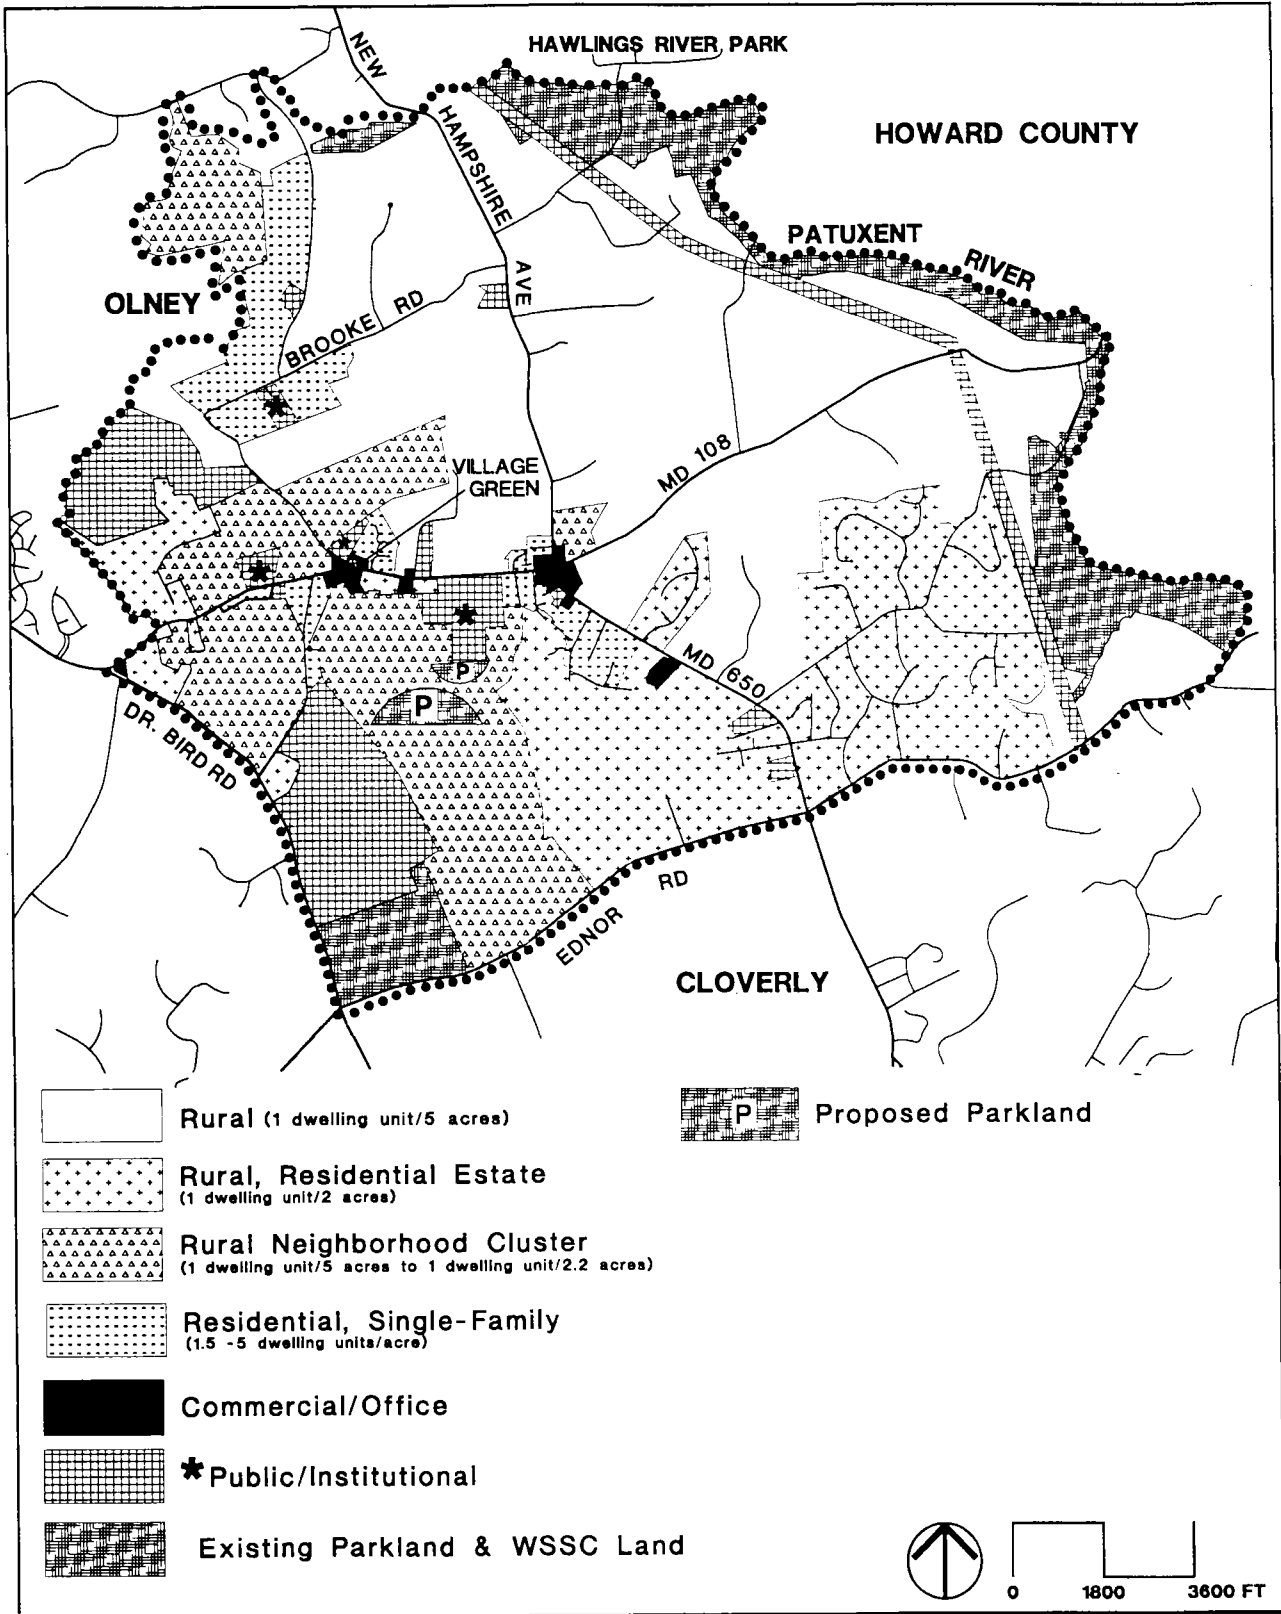 HAWLINGS RIVER PARK
NEW
HAMPSHIRE
AVE
HOWARD COUNTY
PATUXENT
RIVER
OLNEY
BROOKE RD
VILLAGE
GREEN
MD 108
MD 650
P
P
DR. BIRD RD
EDNOR RD
CLOVERLY
Rural (1 dwelling unit/5 acres)
P Proposed Parkland
Rural, Residential Estate
(1 dwelling unit/2 acres)
Rural Neighborhood Cluster
(1 dwelling unit/5 acres to 1 dwelling unit/2.2 acres)
Residential, Single-Family
(1.5 -5 dwelling units/acre)
Commercial/Office
* Public/Institutional
Existing Parkland & WSSC Land
0 1800 3600 FT